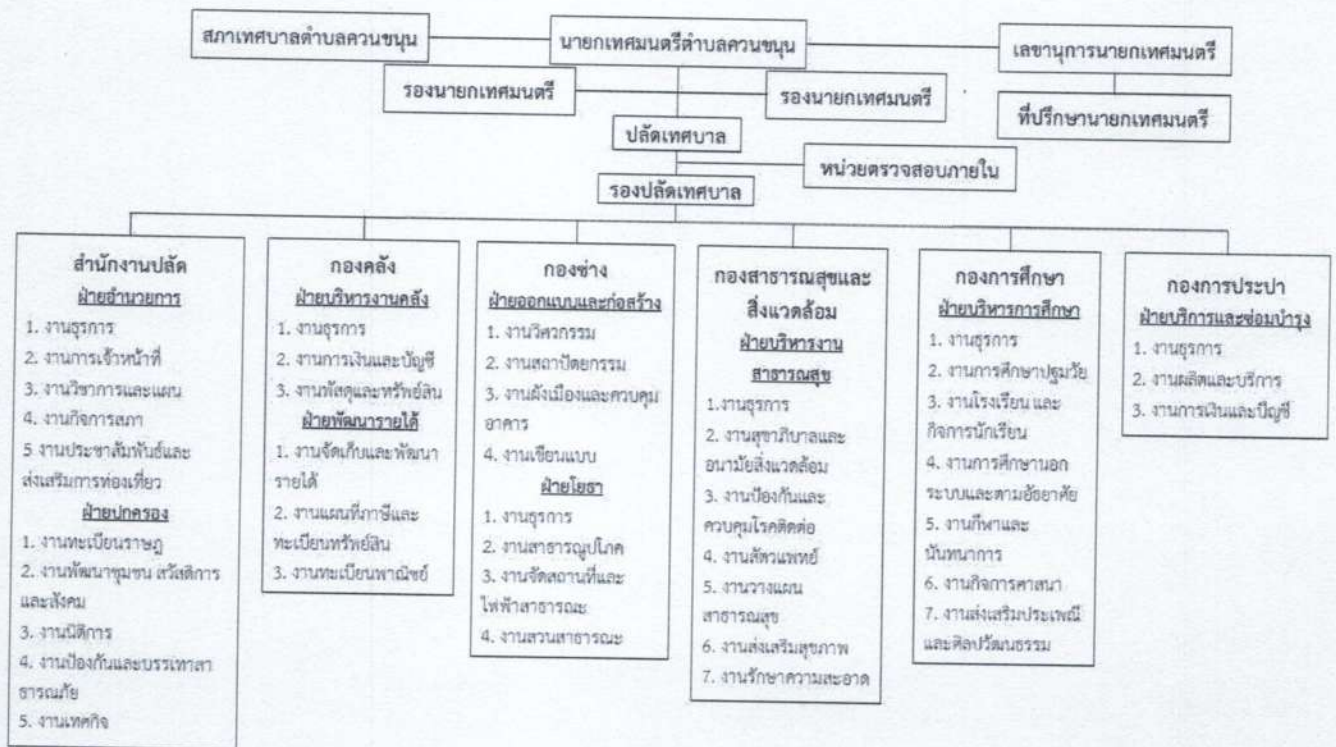 สภาเทศบาลตำบลควนขนุน
นายกเทศมนตรีตำบลควนขนุน
เลขานุการนายกเทศมนตรี
รองนายกเทศมนตรี
รองนายกเทศมนตรี
ที่ปรึกษานายกเทศมนตรี
ปลัดเทศบาล
หน่วยตรวจสอบภายใน
รองปลัดเทศบาล
สำนักงานปลัด
ฝ่ายอำนวยการ
1. งานธุรการ
2. งานการเจ้าหน้าที่
3. งานวิชาการและแผน
4. งานกิจการสภา
5 งานประชาสัมพันธ์และ
ส่งเสริมการท่องเที่ยว
ฝ่ายปกครอง
1. งานทะเบียนราษฎ
2. งานพัฒนาชุมชน สวัสดิการ
และสังคม
3. งานนิติการ
4. งานป้องกันและบรรเทาสา
ธารณภัย
5. งานเทศกิจ
กองคลัง
ฝ่ายบริหารงานคลัง
1. งานธุรการ
2. งานการเงินและบัญชี
3. งานพัสดุและทรัพย์สิน
ฝ่ายพัฒนารายได้
1. งานจัดเก็บและพัฒนา
รายได้
2. งานแผนที่ภาษีและ
ทะเบียนทรัพย์สิน
3. งานทะเบียนพาณิชย์
กองช่าง
ฝ่ายออกแบบและก่อสร้าง
1. งานวิศวกรรม
2. งานสถาปัตยกรรม
3. งานผังเมืองและควบคุม
อาคาร
4. งานเขียนแบบ
ฝ่ายโยธา
1. งานธุรการ
2. งานสาธารณูปโภค
3. งานจัดสถานที่และ
ไฟฟ้าสาธารณะ
4. งานสวนสาธารณะ
กองสาธารณสุขและ
สิ่งแวดล้อม
ฝ่ายบริหารงาน
สาธารณสุข
1.งานธุรการ
2. งานสุขาภิบาลและ
อนามัยสิ่งแวดล้อม
3. งานป้องกันและ
ควบคุมโรคติดต่อ
4. งานสัตวแพทย์
5. งานวางแผน
สาธารณสุข
6. งานส่งเสริมสุขภาพ
7. งานรักษาความสะอาด
กองการศึกษา
ฝ่ายบริหารการศึกษา
1. งานธุรการ
2. งานการศึกษาปฐมวัย
3. งานโรงเรียน และ
กิจการนักเรียน
4. งานการศึกษานอก
ระบบและตามอัธยาศัย
5. งานกีฬาและ
นันทนาการ
6. งานกิจการศาสนา
7. งานส่งเสริมประเพณี
และศิลปวัฒนธรรม
กองการประปา
ฝ่ายบริการและซ่อมบำรุง
1. งานธุรการ
2. งานผลิตและบริการ
3. งานการเงินและบัญชี